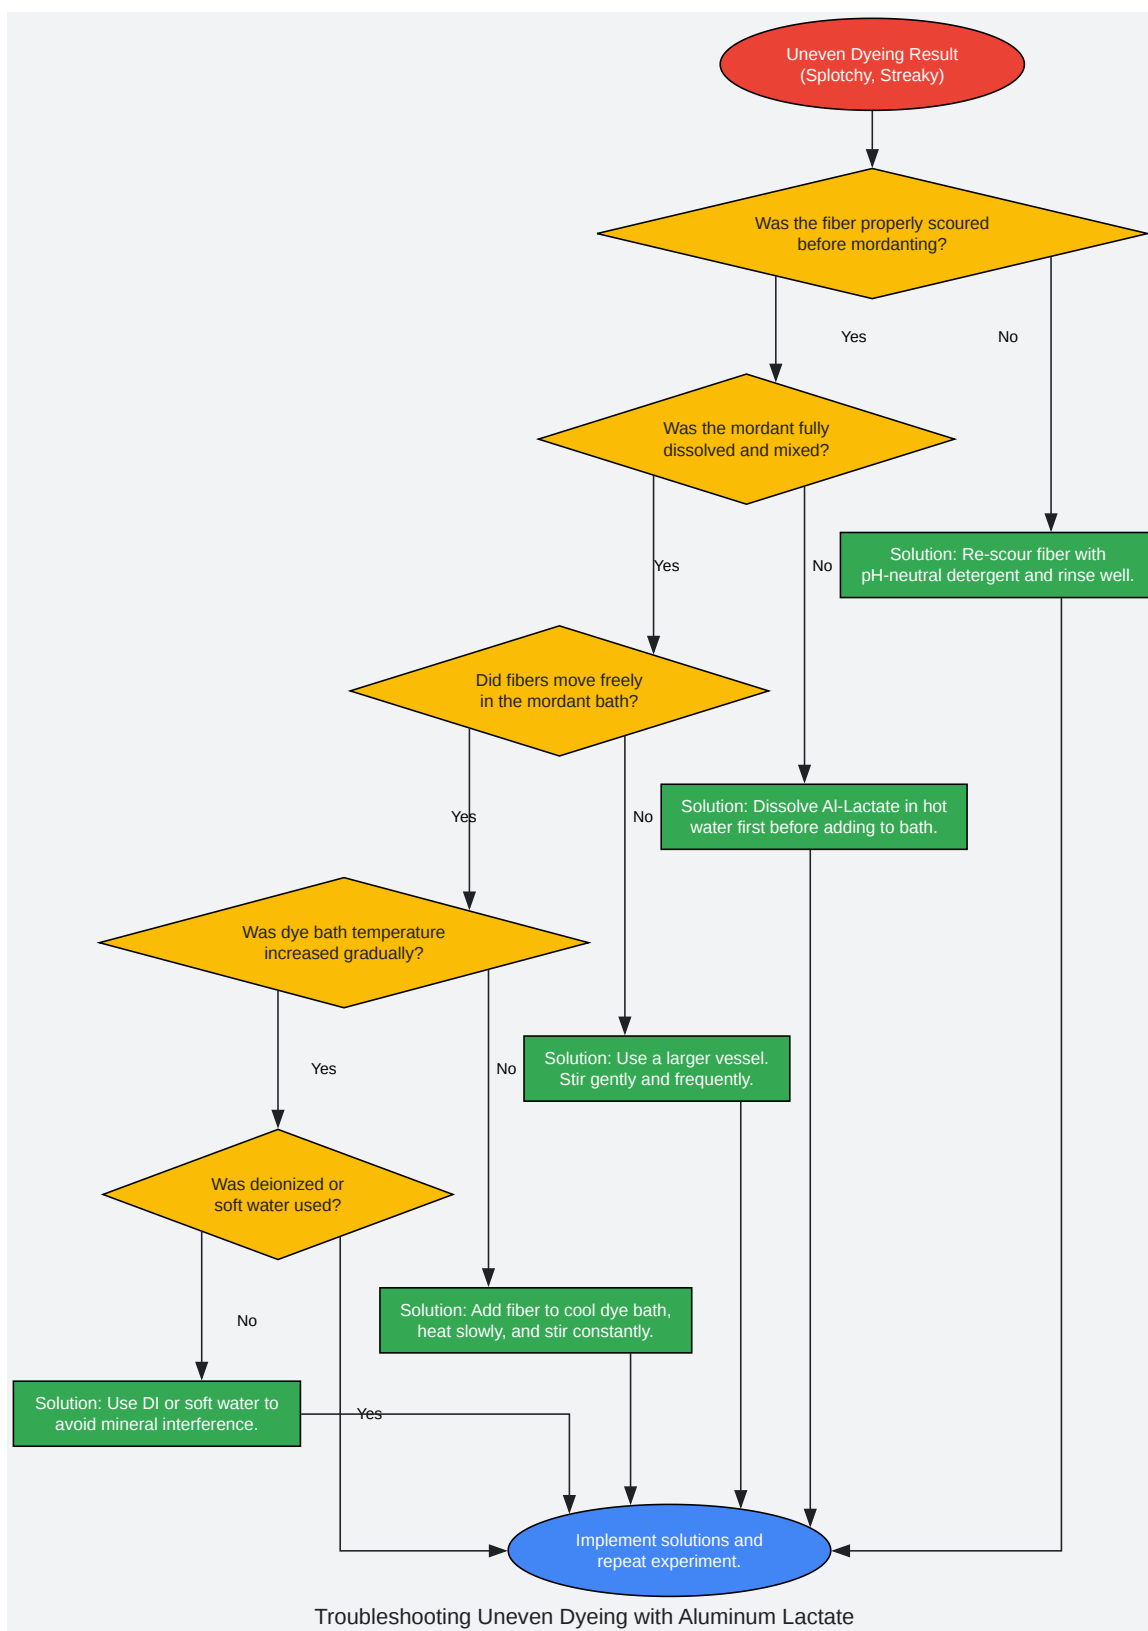 Uneven Dyeing Result
(Splotchy, Streaky)
Was the fiber properly scoured
before mordanting?
Yes
No
Was the mordant fully
dissolved and mixed?
Solution: Re-scour fiber with
pH-neutral detergent and rinse well.
Yes
No
Did fibers move freely
in the mordant bath?
Solution: Dissolve Al-Lactate in hot
water first before adding to bath.
Yes
No
Was dye bath temperature
increased gradually?
Solution: Use a larger vessel.
Stir gently and frequently.
Yes
No
Was deionized or
soft water used?
Solution: Add fiber to cool dye bath,
heat slowly, and stir constantly.
No
Solution: Use DI or soft water to
avoid mineral interference.
Yes
Implement solutions and
repeat experiment.
Troubleshooting Uneven Dyeing with Aluminum Lactate